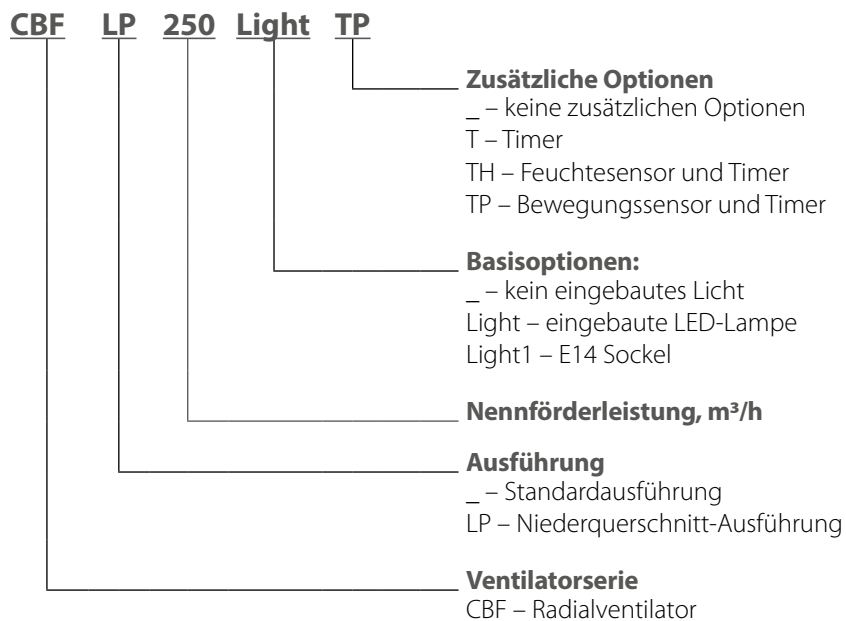 CBF LP 250 Light TP
Zusätzliche Optionen
_ – keine zusätzlichen Optionen
T – Timer
TH – Feuchtesensor und Timer
TP – Bewegungssensor und Timer
Basisoptionen:
_ – kein eingebautes Licht
Light – eingebaute LED-Lampe
Light1 – E14 Sockel
Nennförderleistung, m³/h
Ausführung
_ – Standardausführung
LP – Niederquerschnitt-Ausführung
Ventilatorserie
CBF – Radialventilator